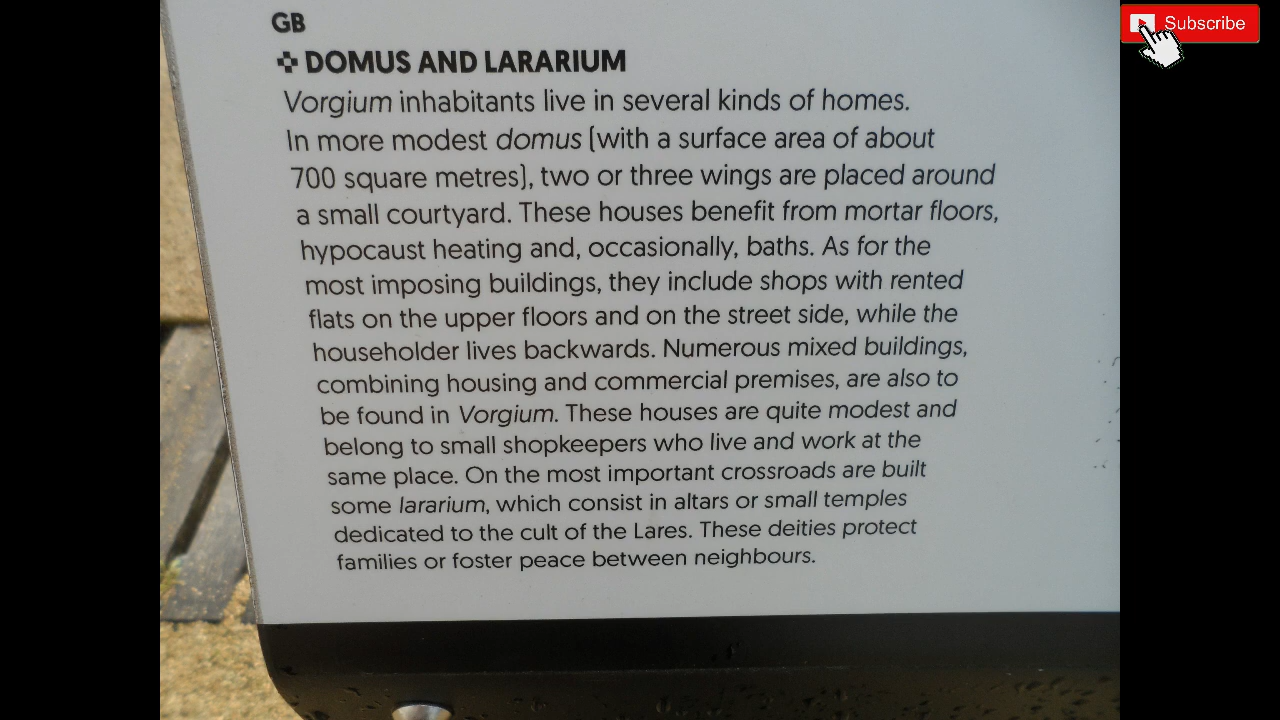 GB
DOMUS AND LARARIUM
Vorgium inhabitants live in several kinds of homes.
In more modest domus (with a surface area of about
700 square metres), two or three wings are placed around
a small courtyard. These houses benefit from mortar floors,
hypocaust heating and, occasionally, baths. As for the
most imposing buildings, they include shops with rented
flats on the upper floors and on the street side, while the
householder lives backwards. Numerous mixed buildings,
combining housing and commercial premises, are also to
be found in Vorgium. These houses are quite modest and
belong to small shopkeepers who live and work at the
same place. On the most important crossroads are built
some lararium, which consist in altars or small temples
dedicated to the cult of the Lares. These deities protect
families or foster peace between neighbours.
Subscribe